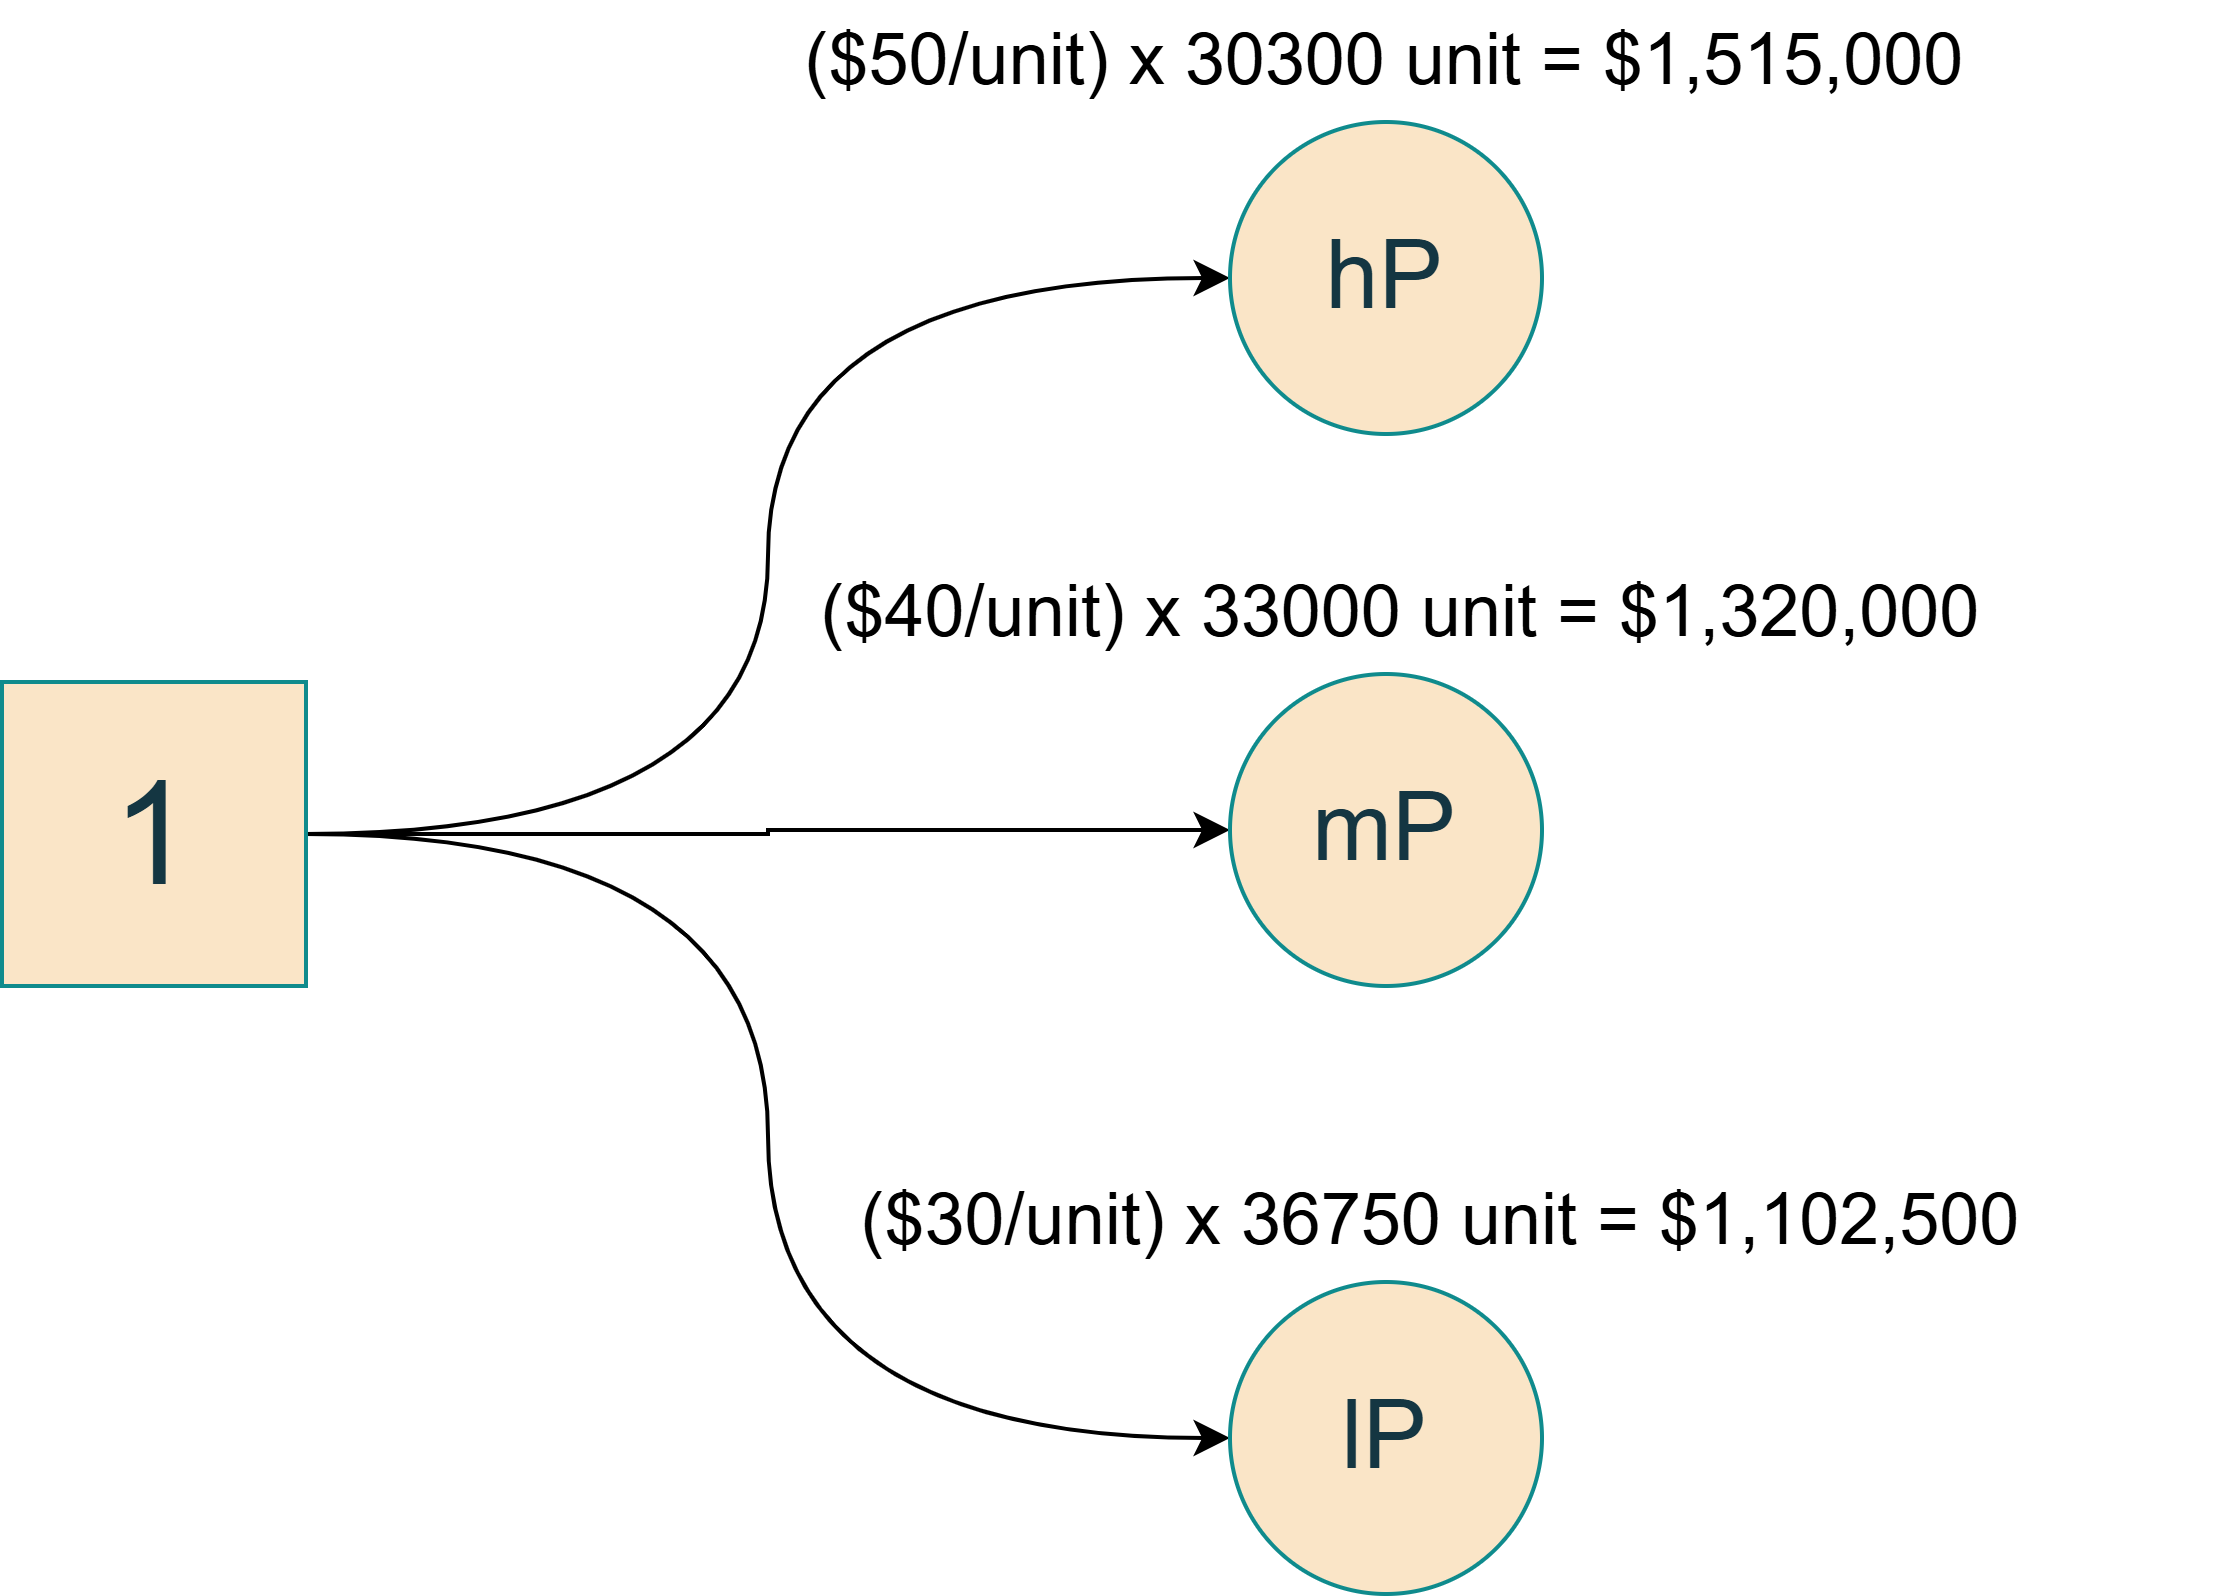 ($50/unit) x 30300 unit = $1,515,000
hP
($40/unit) x 33000 unit = $1,320,000
1
mP
($30/unit) x 36750 unit = $1,102,500
lP